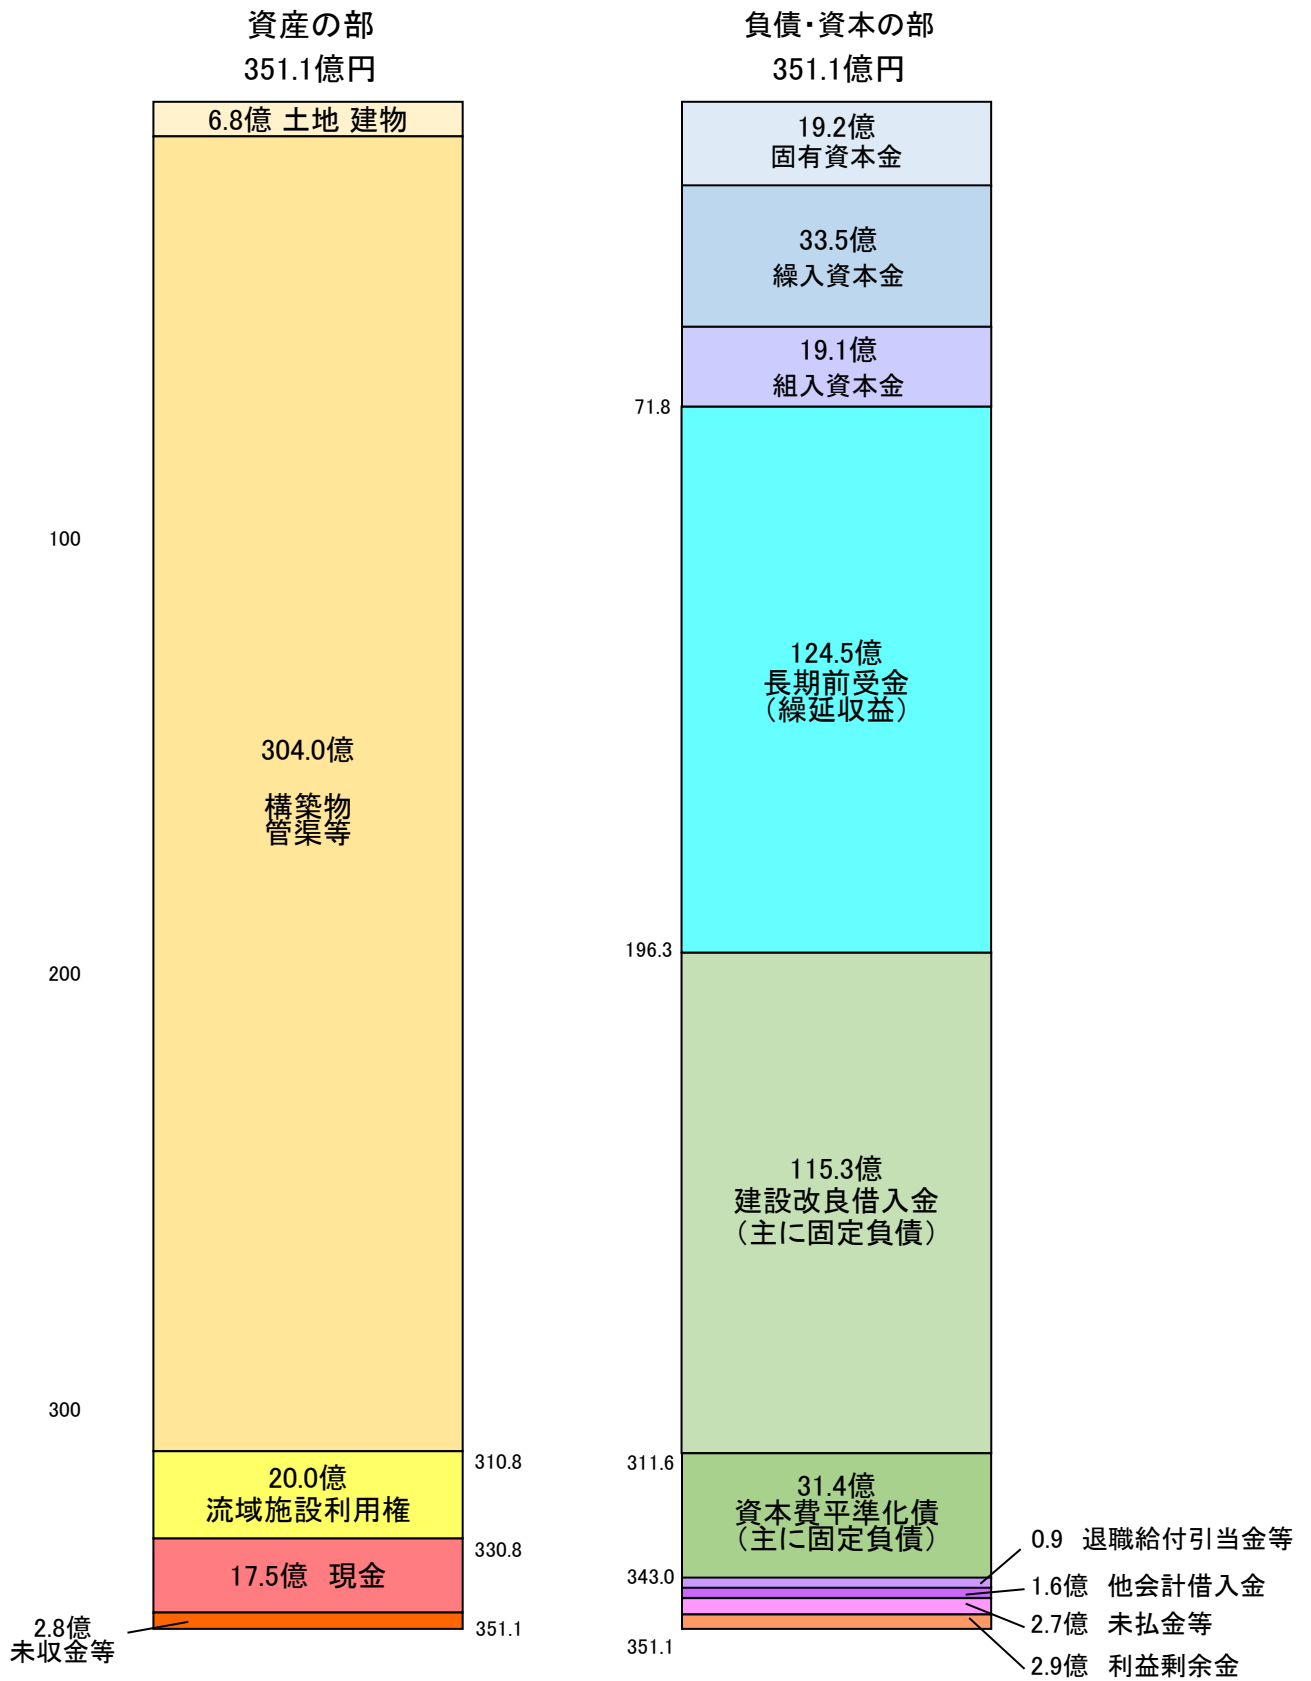 資産の部
351.1億円
6.8億 土地 建物
100
304.0億
構築物
管渠等
200
300
310.8
20.0億
流域施設利用権
330.8
17.5億 現金
2.8億
未収金等
351.1
負債・資本の部
351.1億円
19.2億
固有資本金
33.5億
繰入資本金
19.1億
組入資本金
71.8
124.5億
長期前受金
（繰延収益）
196.3
115.3億
建設改良借入金
（主に固定負債）
311.6
31.4億
資本費平準化債
（主に固定負債）
343.0
0.9 退職給付引当金等
1.6億 他会計借入金
2.7億 未払金等
351.1
2.9億 利益剰余金